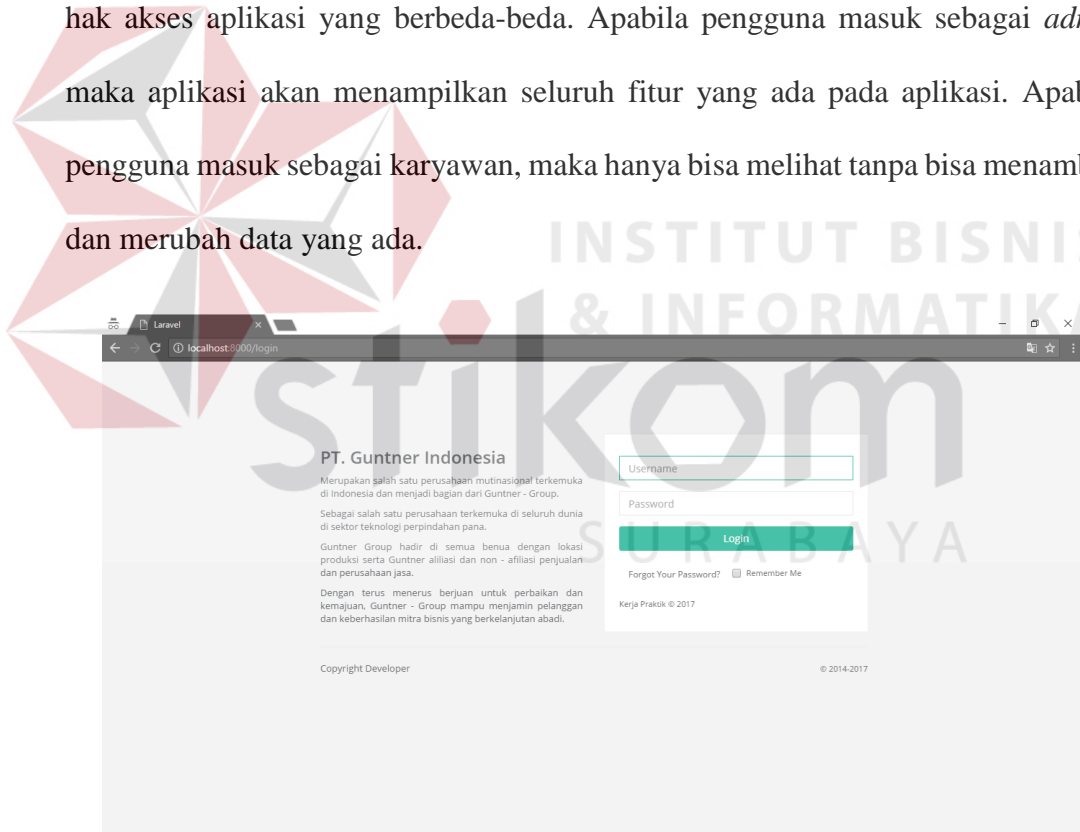 hak akses aplikasi yang berbeda-beda. Apabila pengguna masuk sebagai
maka aplikasi akan menampilkan seluruh fitur yang ada pada aplikasi.
pengguna masuk sebagai karyawan, maka hanya bisa melihat tanpa bisa
dan merubah data yang ada.
INSTITUT BISNIS
& INFORMATIKA
stikom
SURABAYA
Laravel
localhost:8000/login
PT. Guntner Indonesia
Merupakan salah satu perusahaan mutinasional terkemuka
di Indonesia dan menjadi bagian dari Guntner - Group.
Sebagai salah satu perusahaan terkemuka di seluruh dunia
di sektor teknologi perpindahan pana.
Guntner Group hadir di semua benua dengan lokasi
produksi serta Guntner aliliasi dan non - afiliasi penjualan
dan perusahaan jasa.
Dengan terus menerus berjuan untuk perbaikan dan
kemajuan, Guntner - Group mampu menjamin pelanggan
dan keberhasilan mitra bisnis yang berkelanjutan abadi.
Username
Password
Login
Forgot Your Password? Remember Me
Kerja Praktik © 2017
Copyright Developer
© 2014-2017